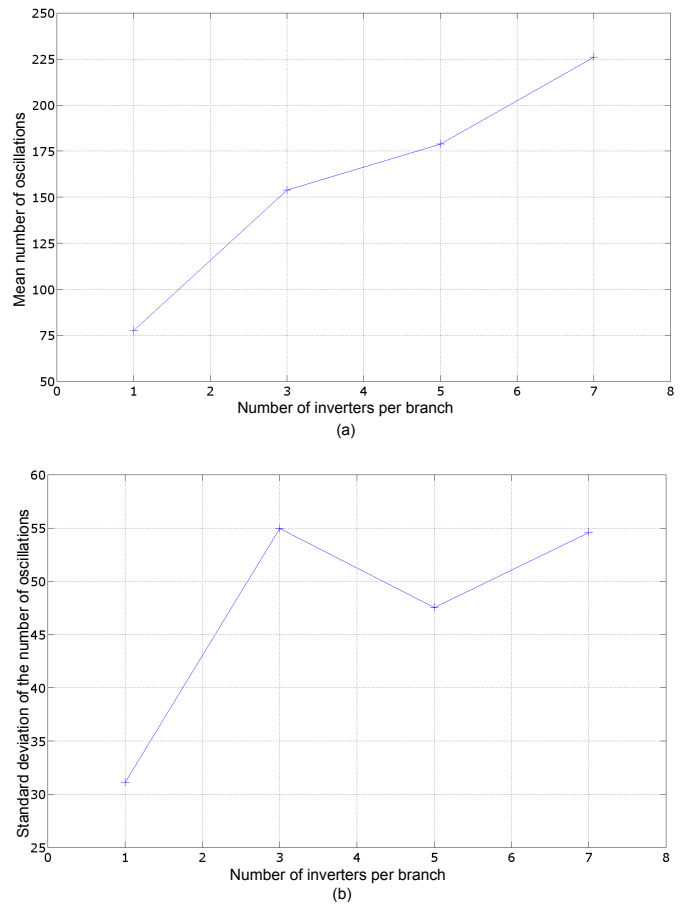 250
225
200
175
150
125
100
75
50
Mean number of oscillations
0 1 2 3 4 5 6 7 8
Number of inverters per branch
(a)
60
55
50
45
40
35
30
25
Standard deviation of the number of oscillations
0 1 2 3 4 5 6 7 8
Number of inverters per branch
(b)